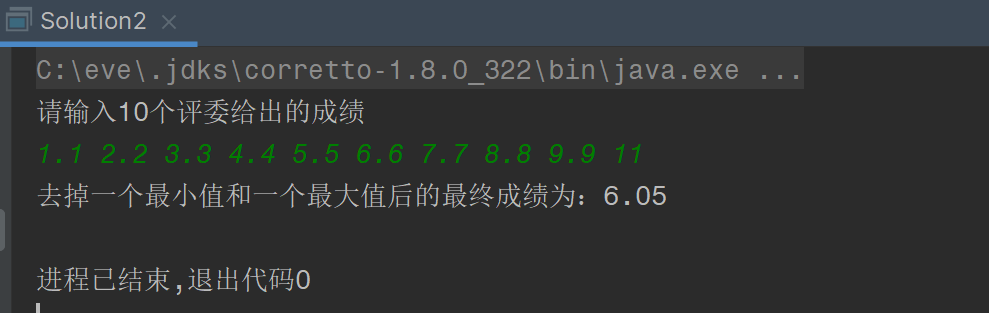 Solution2
C:\eve\.jdks\corretto-1.8.0_322\bin\java.exe ...
请输入10个评委给出的成绩
1.1 2.2 3.3 4.4 5.5 6.6 7.7 8.8 9.9 11
去掉一个最小值和一个最大值后的最终成绩为：6.05
进程已结束,退出代码0